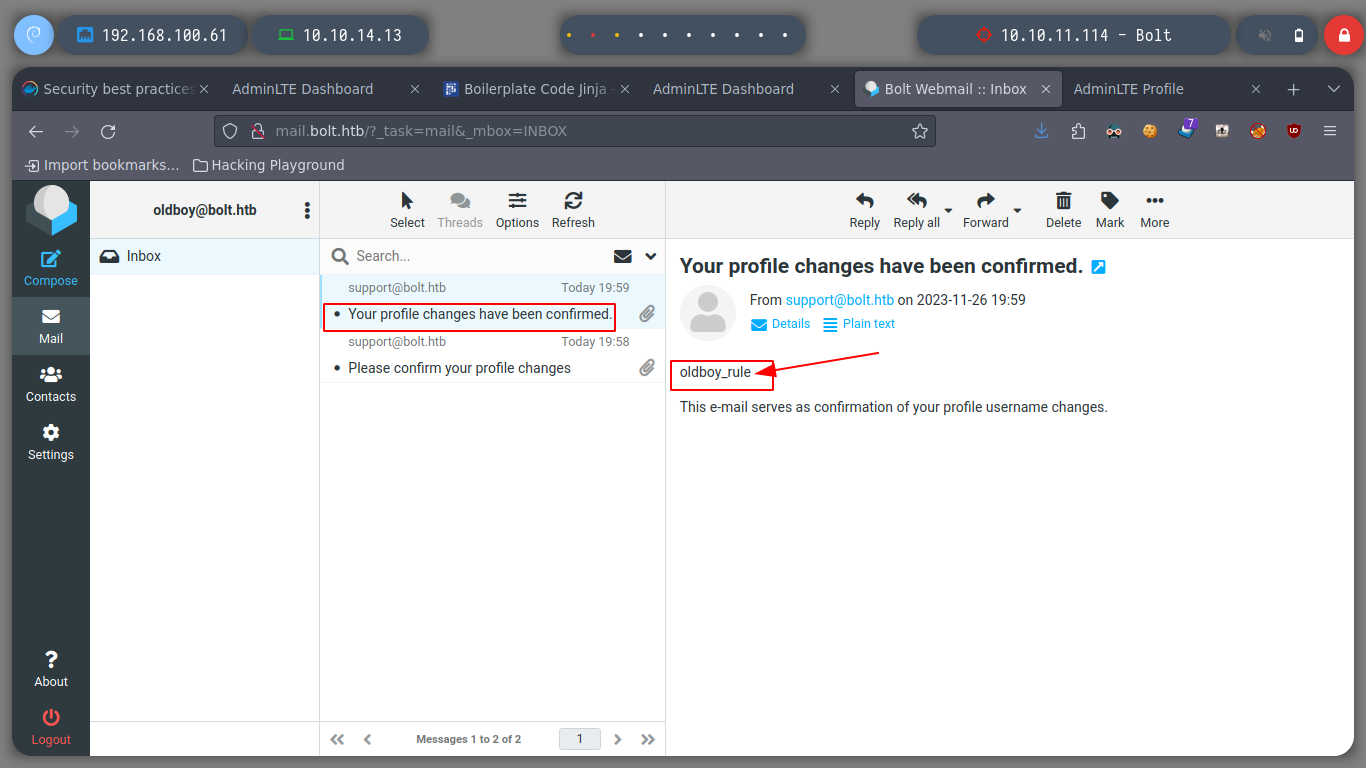 192.168.100.61
10.10.14.13
10.10.11.114 - Bolt
Security best practices
AdminLTE Dashboard
Boilerplate Code Jinja -
AdminLTE Dashboard
Bolt Webmail :: Inbox
AdminLTE Profile
mail.bolt.htb/?_task=mail&_mbox=INBOX
7
UD
Import bookmarks...
Hacking Playground
Compose
Mail
Contacts
Settings
About
Logout
oldboy@bolt.htb
Inbox
Select
Threads
Options
Refresh
Search...
support@bolt.htb Today 19:59
• Your profile changes have been confirmed.
support@bolt.htb Today 19:58
• Please confirm your profile changes
Messages 1 to 2 of 2
1
Reply
Reply all
Forward
Delete
Mark
More
Your profile changes have been confirmed.
From support@bolt.htb on 2023-11-26 19:59
Details
Plain text
oldboy_rule
This e-mail serves as confirmation of your profile username changes.